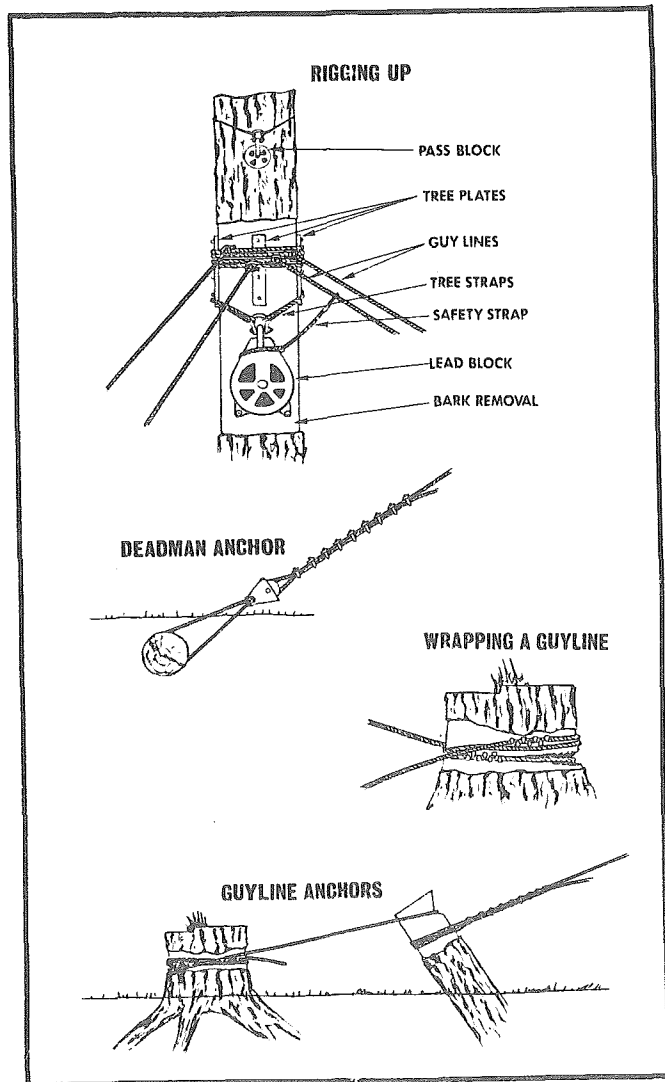 RIGGING UP
PASS BLOCK
TREE PLATES
GUY LINES
TREE STRAPS
SAFETY STRAP
LEAD BLOCK
BARK REMOVAL
DEADMAN ANCHOR
WRAPPING A GUYLINE
GUYLINE ANCHORS